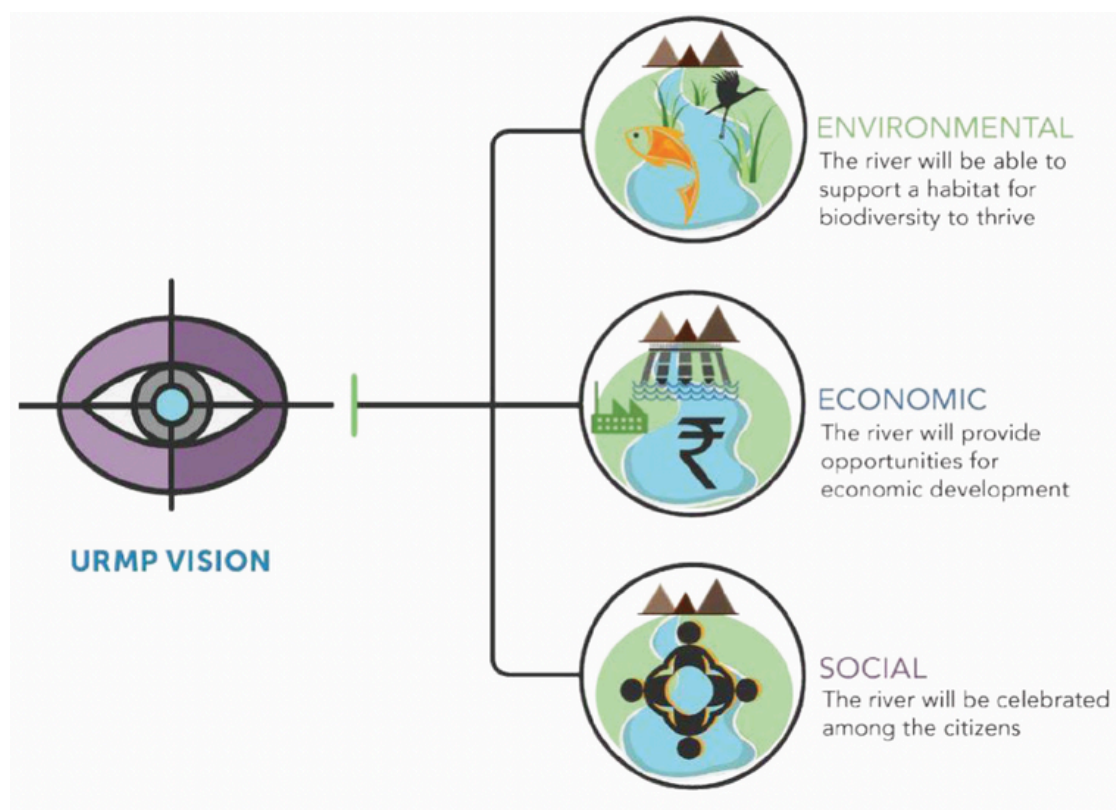 ENVIRONMENTAL
The river will be able to
support a habitat for
biodiversity to thrive
ECONOMIC
The river will provide
opportunities for
economic development
₹
URMP VISION
SOCIAL
The river will be celebrated
among the citizens